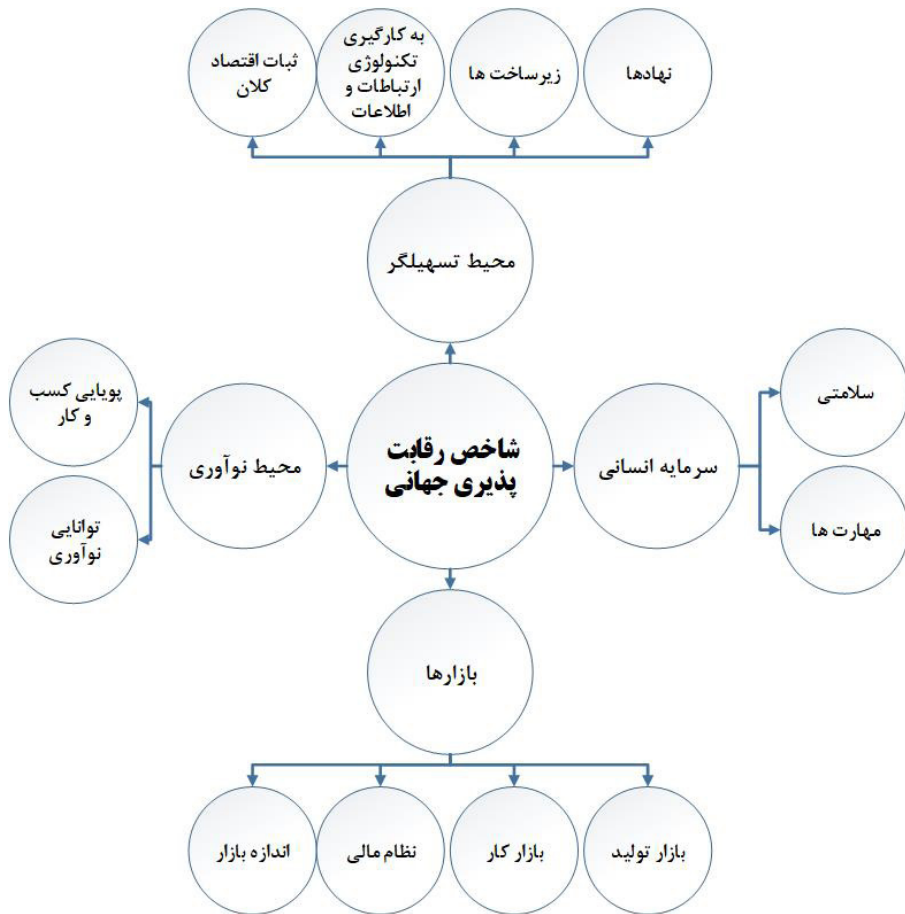 نهادها
زیرساخت ها
به کارگیری
تکنولوژی
ارتباطات و
اطلاعات
ثبات اقتصاد
کلان
محیط تسهیلگر
سلامتی
مهارت ها
سرمایه انسانی
شاخص رقابت
پذیری جهانی
محیط نوآوری
پویایی کسب
و کار
توانایی
نوآوری
بازارها
بازار تولید
بازار کار
نظام مالی
اندازه بازار